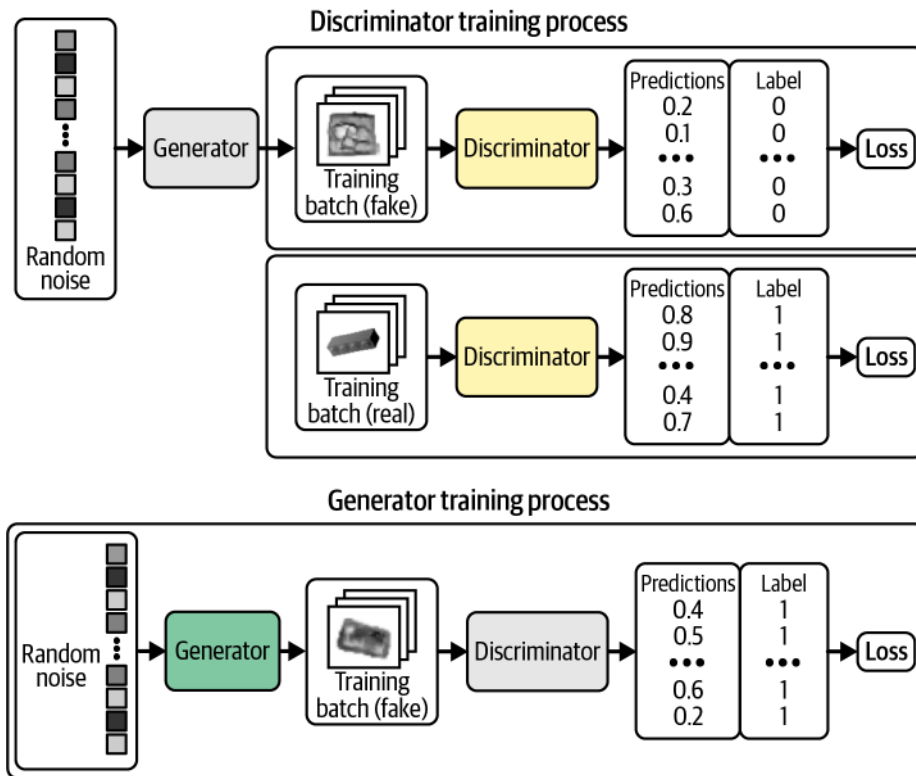 Discriminator training process
Random
noise
Generator
Training
batch (fake)
Discriminator
Predictions
0.2
0.1
•••
0.3
0.6
Label
0
0
•••
0
0
Loss
Training
batch (real)
Discriminator
Predictions
0.8
0.9
•••
0.4
0.7
Label
1
1
•••
1
1
Loss
Generator training process
Random
noise
Generator
Training
batch (fake)
Discriminator
Predictions
0.4
0.5
•••
0.6
0.2
Label
1
1
•••
1
1
Loss